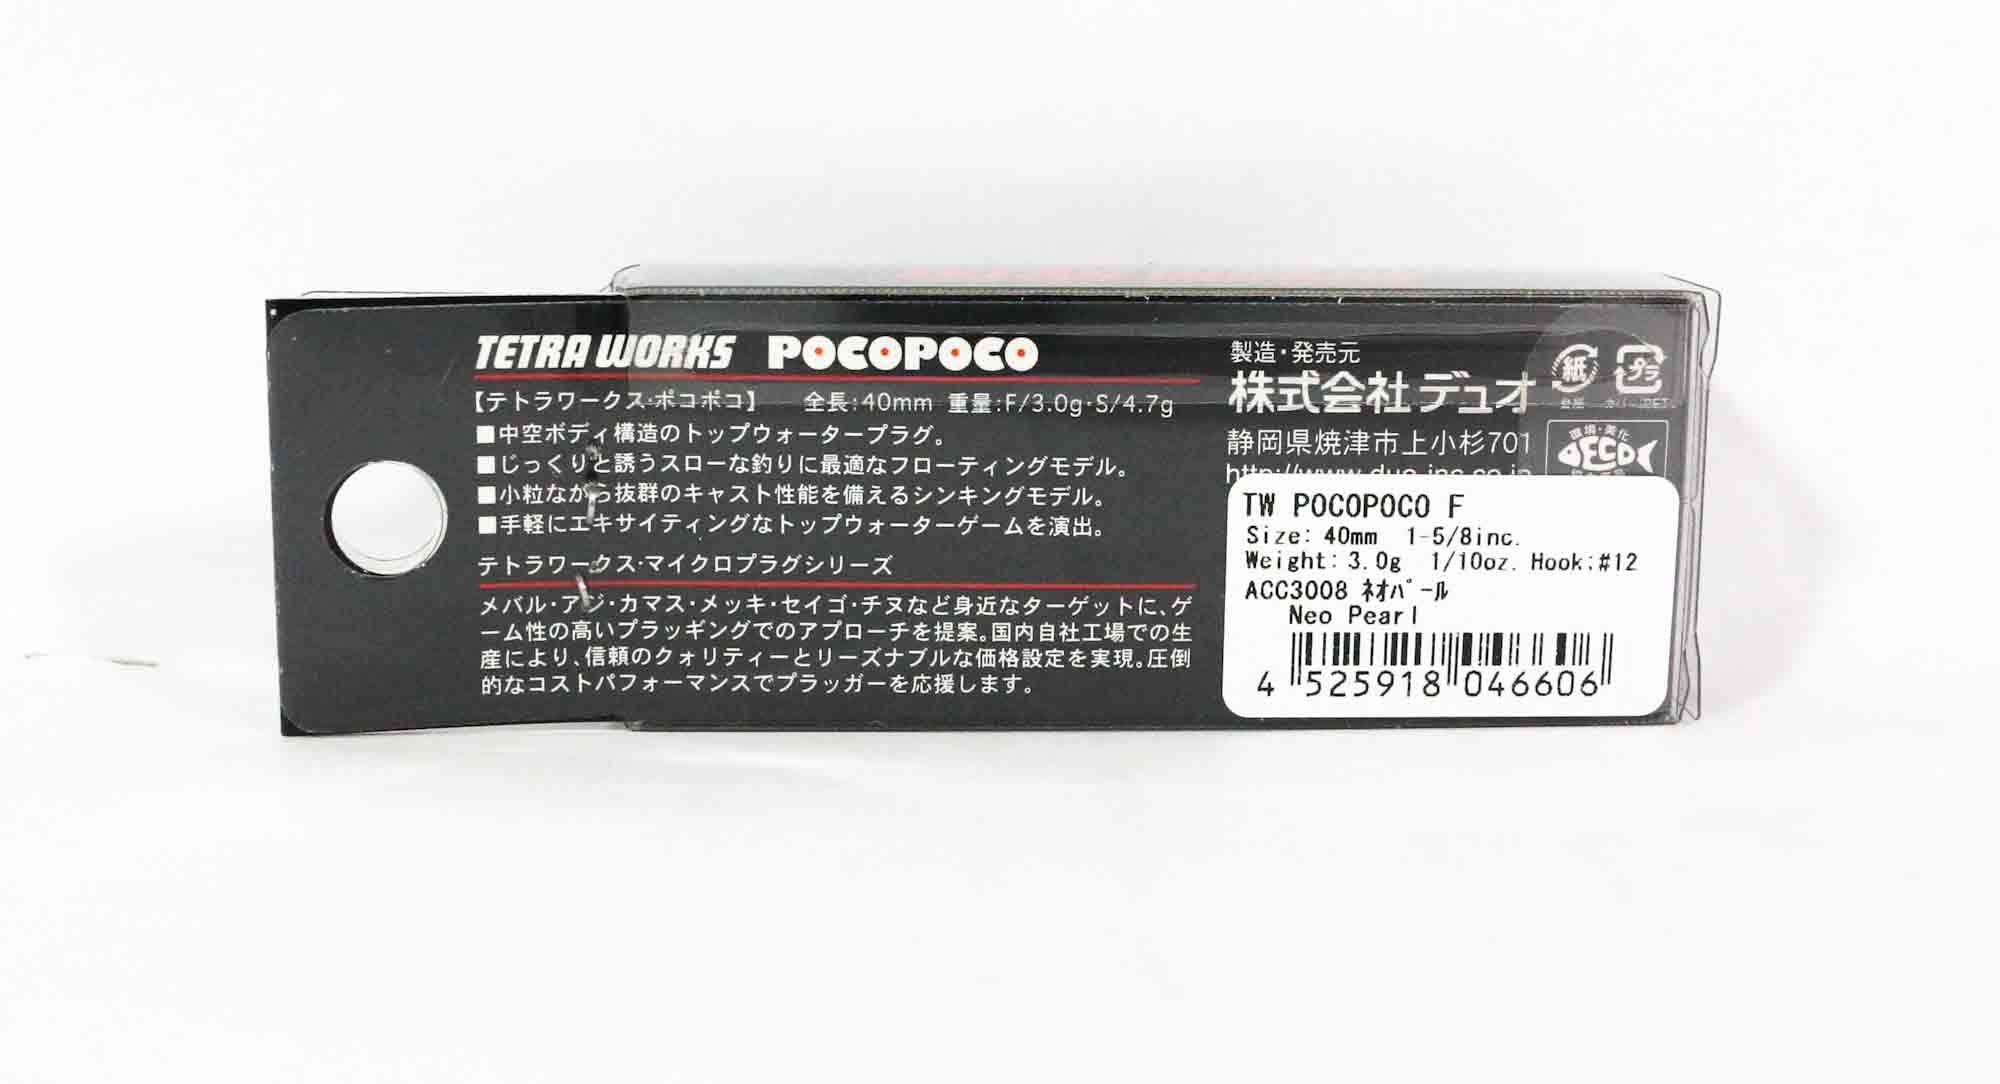 TETRA WORKS POCOPOCO
【テトラワークス・ポコポコ】 全長:40mm 重量:F/3.0g・S/4.7g
■中空ボディ構造のトップウォータープラグ。
■じっくりと誘うスローな釣りに最適なフローティングモデル。
■小粒ながら抜群のキャスト性能を備えるシンキングモデル。
■手軽にエキサイティングなトップウォーターゲームを演出。
テトラワークス・マイクロプラグシリーズ
メバル・アジ・カマス・メッキ・セイゴ・チヌなど身近なターゲットに、ゲ
ーム性の高いプラッギングでのアプローチを提案。国内自社工場での生
産により、信頼のクォリティーとリーズナブルな価格設定を実現。圧倒
的なコストパフォーマンスでプラッガーを応援します。
製造・発売元
株式会社デュオ
静岡県焼津市上小杉701
http://www.duo-inc.co.jp
紙
プラ
環境・美化
ECO
TW POCOPOCO F
Size: 40mm 1-5/8inc.
Weight: 3.0g 1/10oz. Hook:#12
ACC3008 ﾈｵﾊﾟｰﾙ
Neo Pearl
4 525918 046606